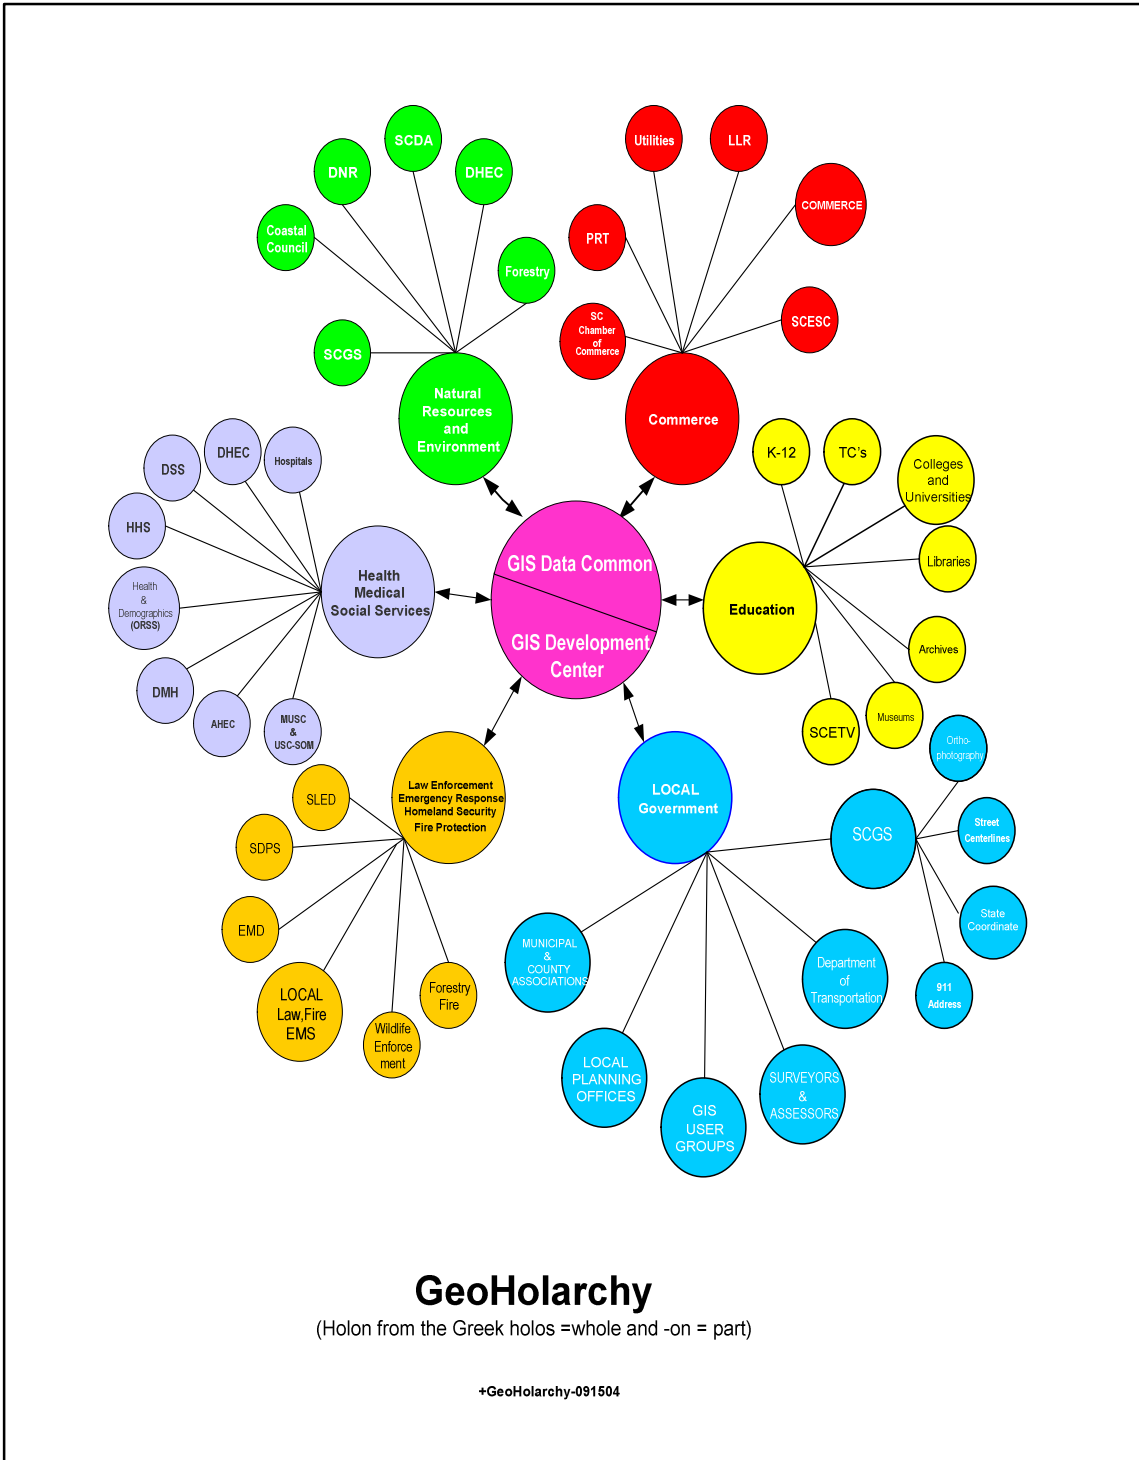 SCDA
DNR
DHEC
Coastal
Council
Forestry
SCGS
Natural
Resources
and
Environment
Utilities
LLR
COMMERCE
PRT
SC
Chamber
of
Commerce
SCESC
Commerce
DHEC
Hospitals
DSS
HHS
Health
&
Demographics
(ORSS)
DMH
AHEC
MUSC
&
USC-SOM
Health
Medical
Social Services
GIS Data Common
GIS Development
Center
K-12
TC's
Colleges
and
Universities
Libraries
Education
Archives
Museums
SCETV
Law Enforcement
Emergency Response
Homeland Security
Fire Protection
SLED
SDPS
EMD
LOCAL
Law,Fire
EMS
Wildlife
Enforce
ment
Forestry
Fire
LOCAL
Government
SCGS
Ortho-
photography
Street
Centerlines
State
Coordinate
911
Address
MUNICIPAL
&
COUNTY
ASSOCIATIONS
Department
of
Transportation
LOCAL
PLANNING
OFFICES
GIS
USER
GROUPS
SURVEYORS
&
ASSESSORS
GeoHolarchy
(Holon from the Greek holos =whole and -on = part)
+GeoHolarchy-091504